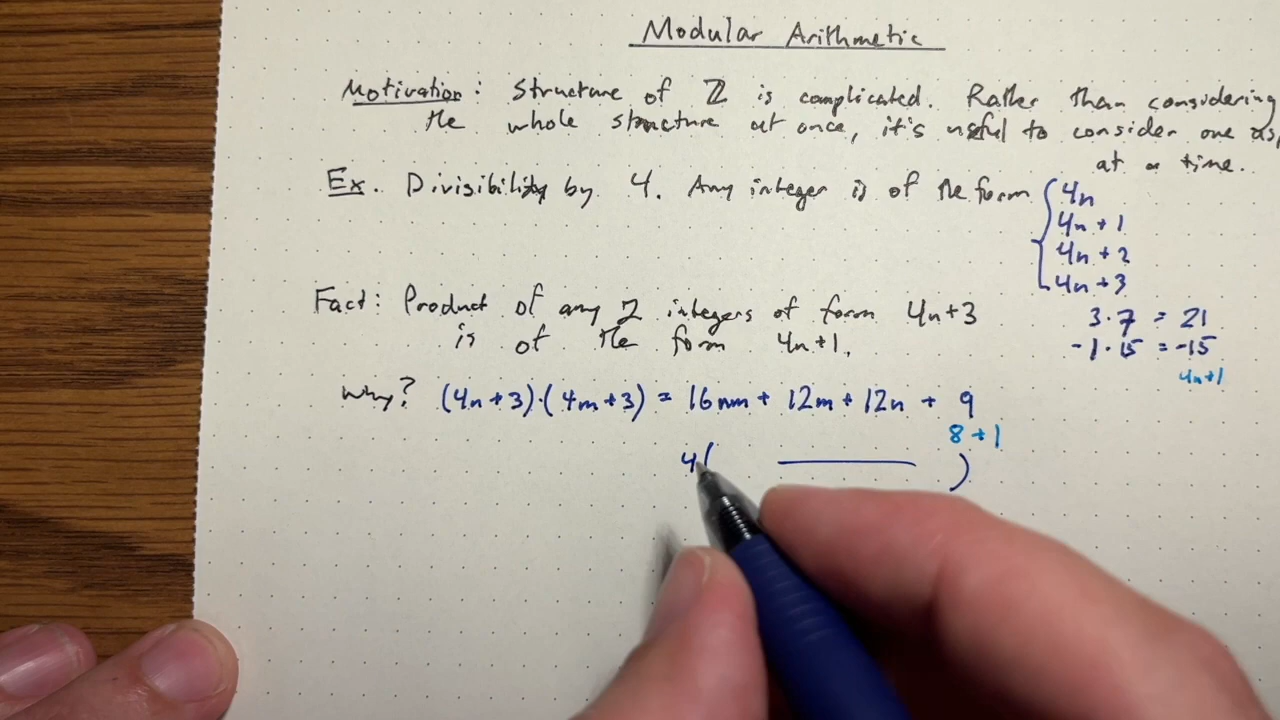 Modular Arithmetic
Motivation: Structure of ℤ is complicated. Rather than considering
the whole structure at once, it's useful to consider one as
at a time.
Ex. Divisibility by 4. Any integer is of the form
4n
4n+1
4n+2
4n+3
Fact: Product of any 2 integers of form 4n+3
is of the form 4n+1.
3·7 = 21
-1·15 = -15
4n+1
Why? (4n+3)·(4m+3) = 16nm + 12m + 12n + 9
8+1
4( )